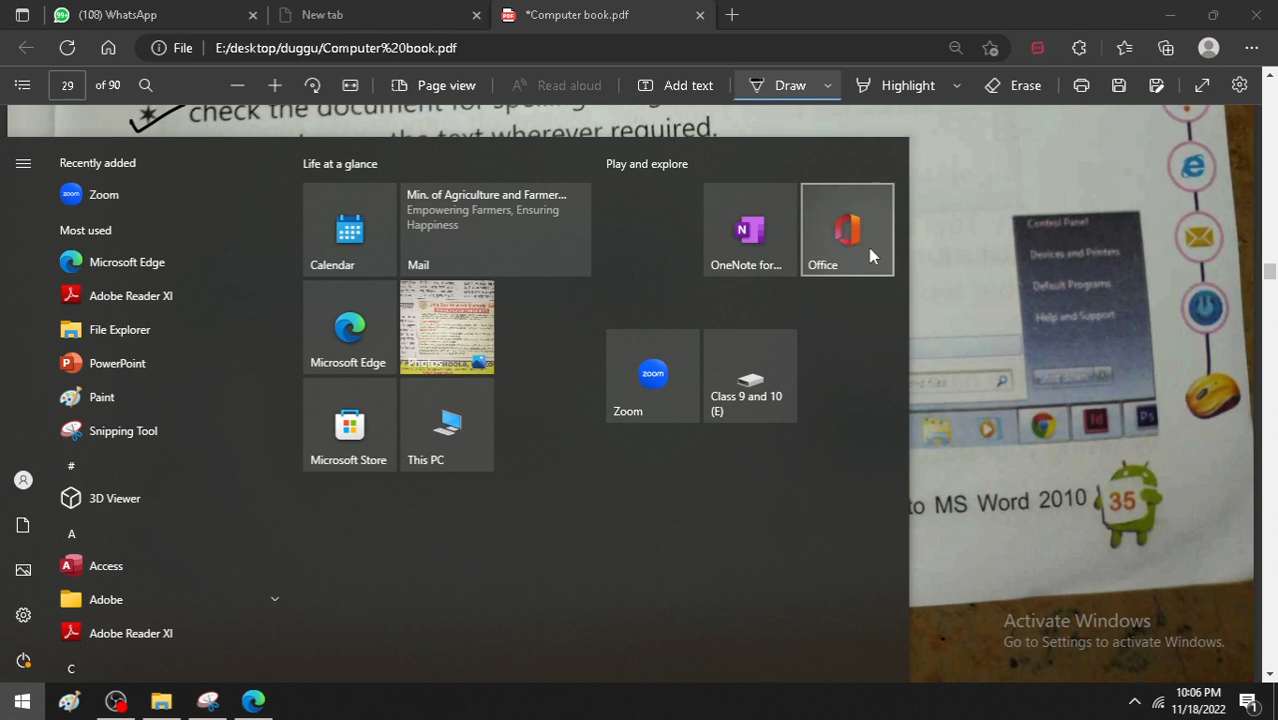 (108) WhatsApp
New tab
*Computer book.pdf
File
E:/desktop/duggu/Computer%20book.pdf
29 of 90
Page view
Read aloud
Add text
Draw
Highlight
Erase
check the document for spelling
the text wherever required.
Recently added
Zoom
Most used
Microsoft Edge
Adobe Reader XI
File Explorer
PowerPoint
Paint
Snipping Tool
#
3D Viewer
A
Access
Adobe
Adobe Reader XI
C
Life at a glance
Calendar
Min. of Agriculture and Farmer...
Empowering Farmers, Ensuring
Happiness
Mail
Microsoft Edge
Photos
Microsoft Store
This PC
Play and explore
OneNote for...
Office
zoom
Zoom
Class 9 and 10
(E)
Control Panel
Devices and Printers
Default Programs
Help and Support
Id
Ps
to MS Word 2010
35
Activate Windows
Go to Settings to activate Windows.
10:06 PM
11/18/2022
1